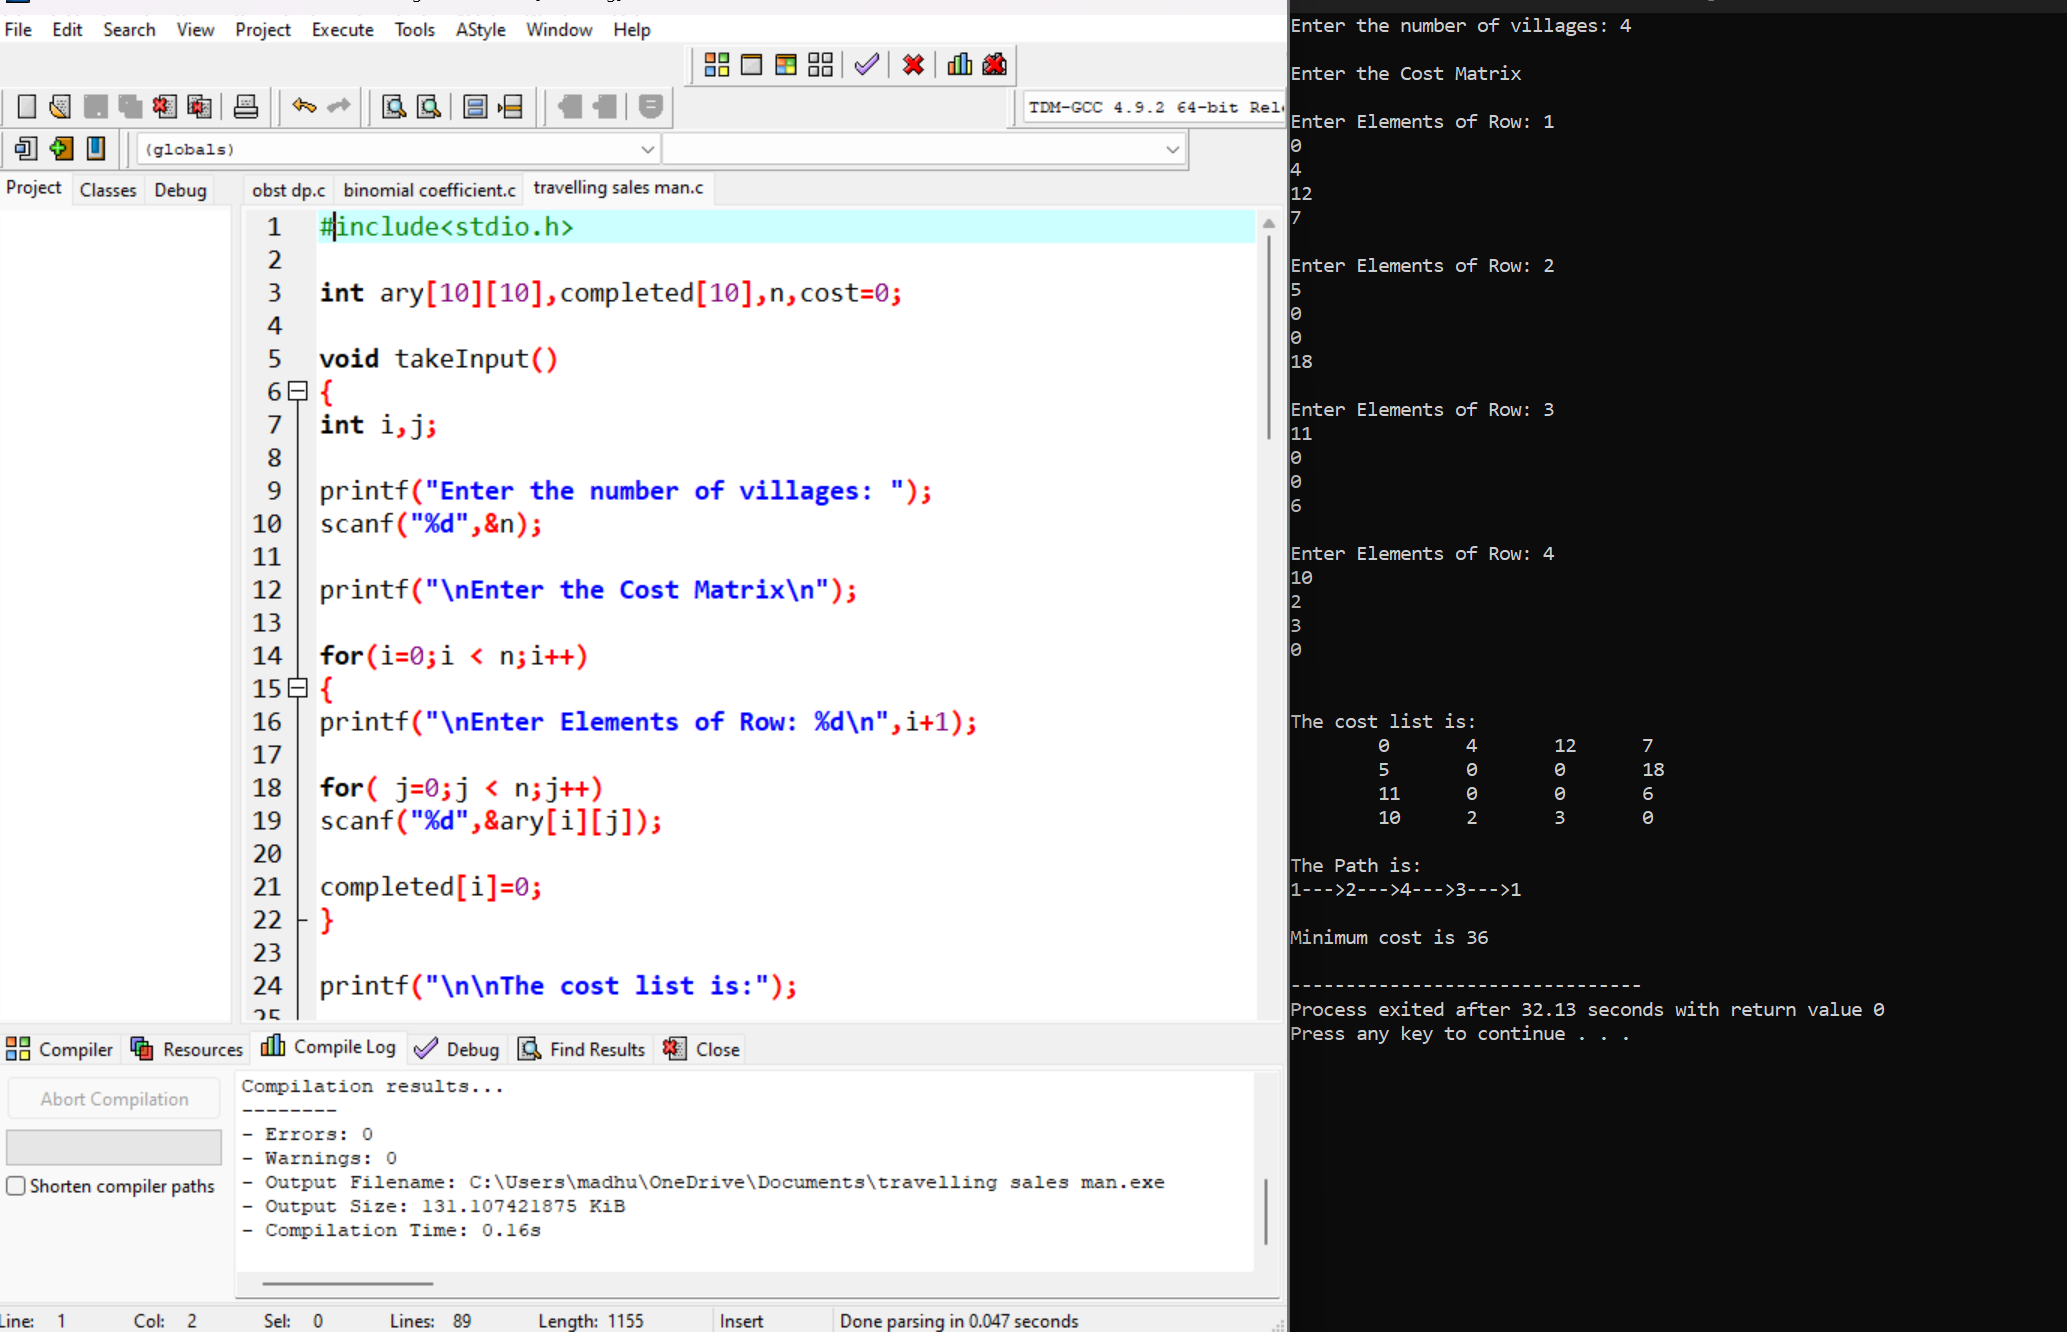 File Edit Search View Project Execute Tools AStyle Window Help
TDM-GCC 4.9.2 64-bit
(globals)
Project Classes Debug
obst dp.c binomial coefficient.c travelling sales man.c
1 #include<stdio.h>
2
3 int ary[10][10],completed[10],n,cost=0;
4
5 void takeInput()
6 {
7 int i,j;
8
9 printf("Enter the number of villages: ");
10 scanf("%d",&n);
11
12 printf("\nEnter the Cost Matrix\n");
13
14 for(i=0;i < n;i++)
15 {
16 printf("\nEnter Elements of Row: %d\n",i+1);
17
18 for( j=0;j < n;j++)
19 scanf("%d",&ary[i][j]);
20
21 completed[i]=0;
22 }
23
24 printf("\n\nThe cost list is:");
25
Compiler Resources Compile Log Debug Find Results Close
Abort Compilation
Shorten compiler paths
Compilation results...
--------
- Errors: 0
- Warnings: 0
- Output Filename: C:\Users\madhu\OneDrive\Documents\travelling sales man.exe
- Output Size: 131.107421875 KiB
- Compilation Time: 0.16s
Line: 1 Col: 2 Sel: 0 Lines: 89 Length: 1155 Insert Done parsing in 0.047 seconds
Enter the number of villages: 4
Enter the Cost Matrix
Enter Elements of Row: 1
0
4
12
7
Enter Elements of Row: 2
5
0
0
18
Enter Elements of Row: 3
11
0
0
6
Enter Elements of Row: 4
10
2
3
0
The cost list is:
0 4 12 7
5 0 0 18
11 0 0 6
10 2 3 0
The Path is:
1--->2--->4--->3--->1
Minimum cost is 36
--------------------------------
Process exited after 32.13 seconds with return value 0
Press any key to continue . . .